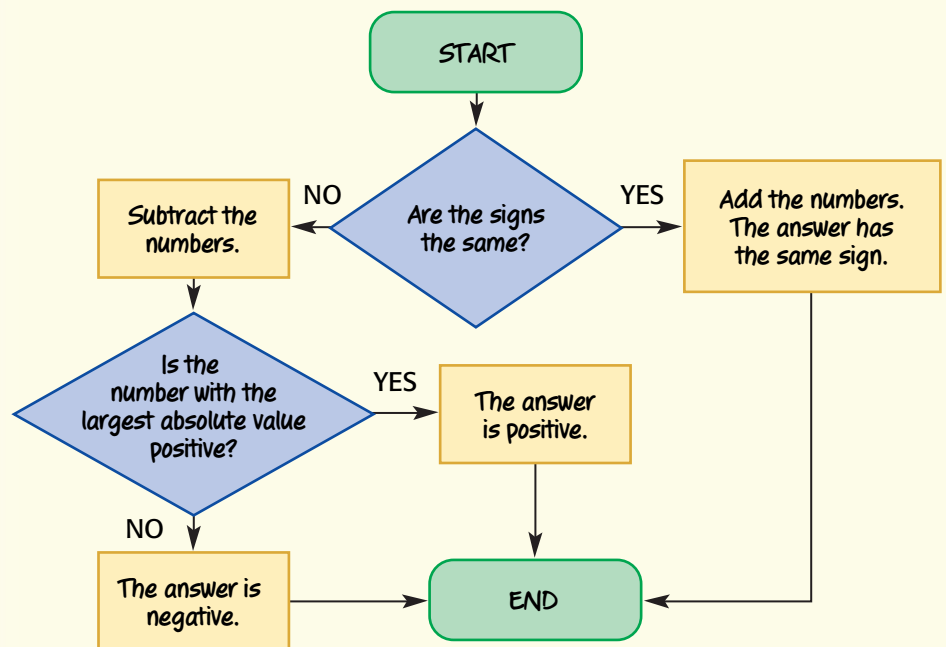 START
Are the signs
the same?
NO
YES
Subtract the
numbers.
Add the numbers.
The answer has
the same sign.
Is the
number with the
largest absolute value
positive?
YES
The answer
is positive.
NO
The answer is
negative.
END